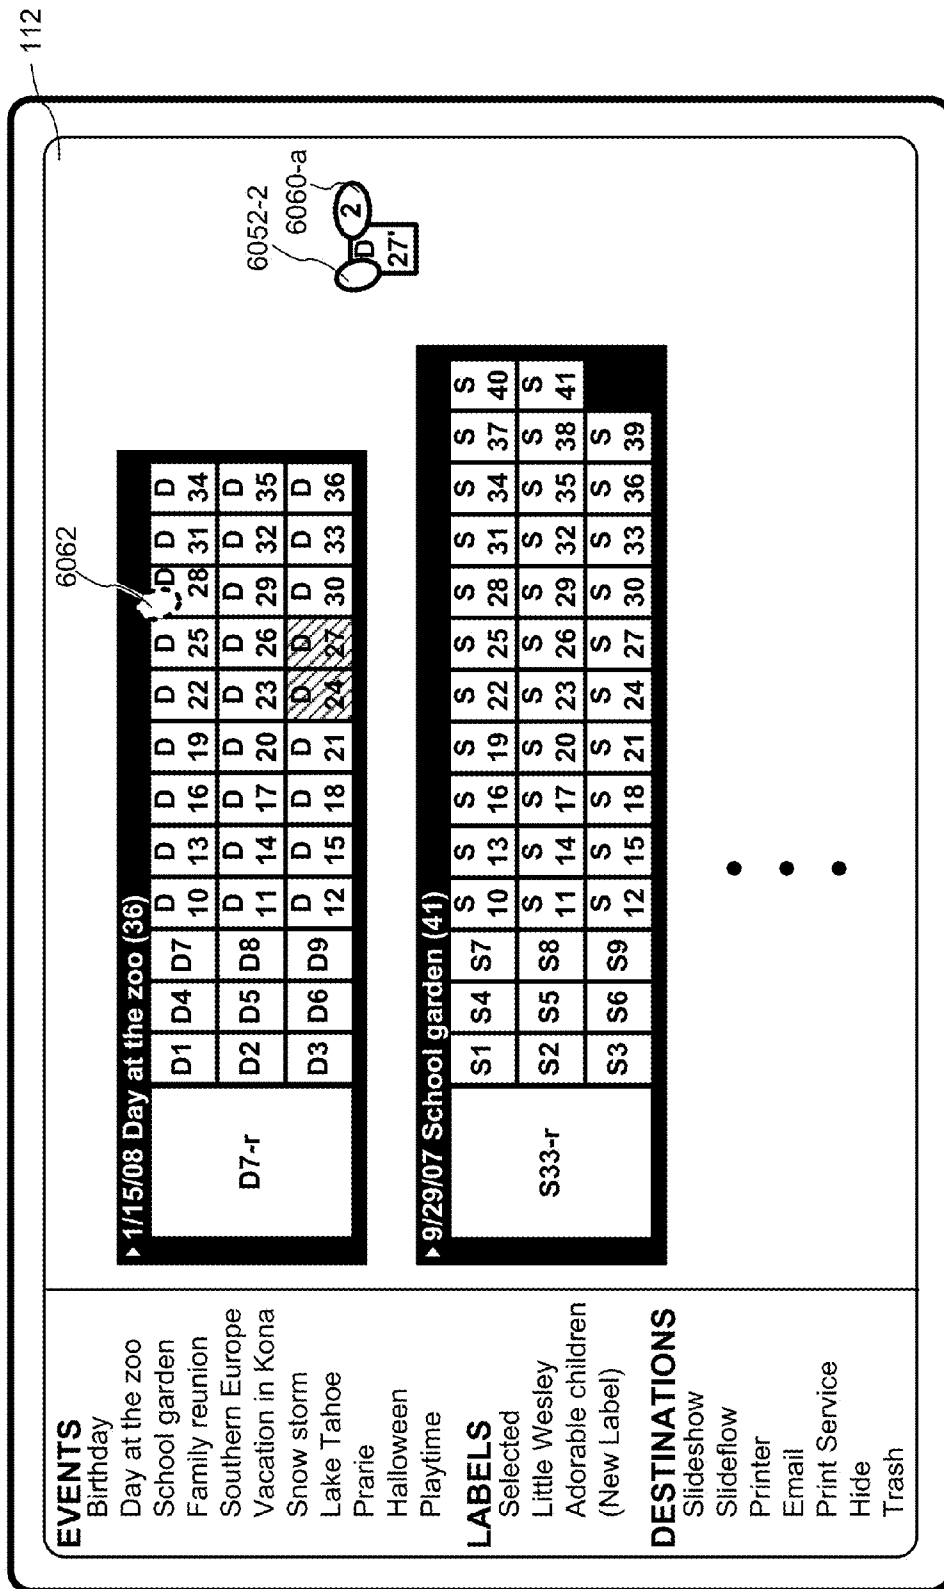 112
EVENTS
Birthday
Day at the zoo
School garden
Family reunion
Southern Europe
Vacation in Kona
Snow storm
Lake Tahoe
Prarie
Halloween
Playtime
LABELS
Selected
Little Wesley
Adorable children
(New Label)
DESTINATIONS
Slideshow
Slideflow
Printer
Email
Print Service
Hide
Trash
1/15/08 Day at the zoo (36)
6062
D7-r
D1 D4 D7 D 10 D 13 D 16 D 19 D 22 D 25 D 28 D 31 D 34
D2 D5 D8 D 11 D 14 D 17 D 20 D 23 D 26 D 29 D 32 D 35
D3 D6 D9 D 12 D 15 D 18 D 21 D 24 D 27 D 30 D 33 D 36
6052-2
6060-a
2
D
27'
9/29/07 School garden (41)
S33-r
S1 S4 S7 S 10 S 13 S 16 S 19 S 22 S 25 S 28 S 31 S 34 S 37 S 40
S2 S5 S8 S 11 S 14 S 17 S 20 S 23 S 26 S 29 S 32 S 35 S 38 S 41
S3 S6 S9 S 12 S 15 S 18 S 21 S 24 S 27 S 30 S 33 S 36 S 39